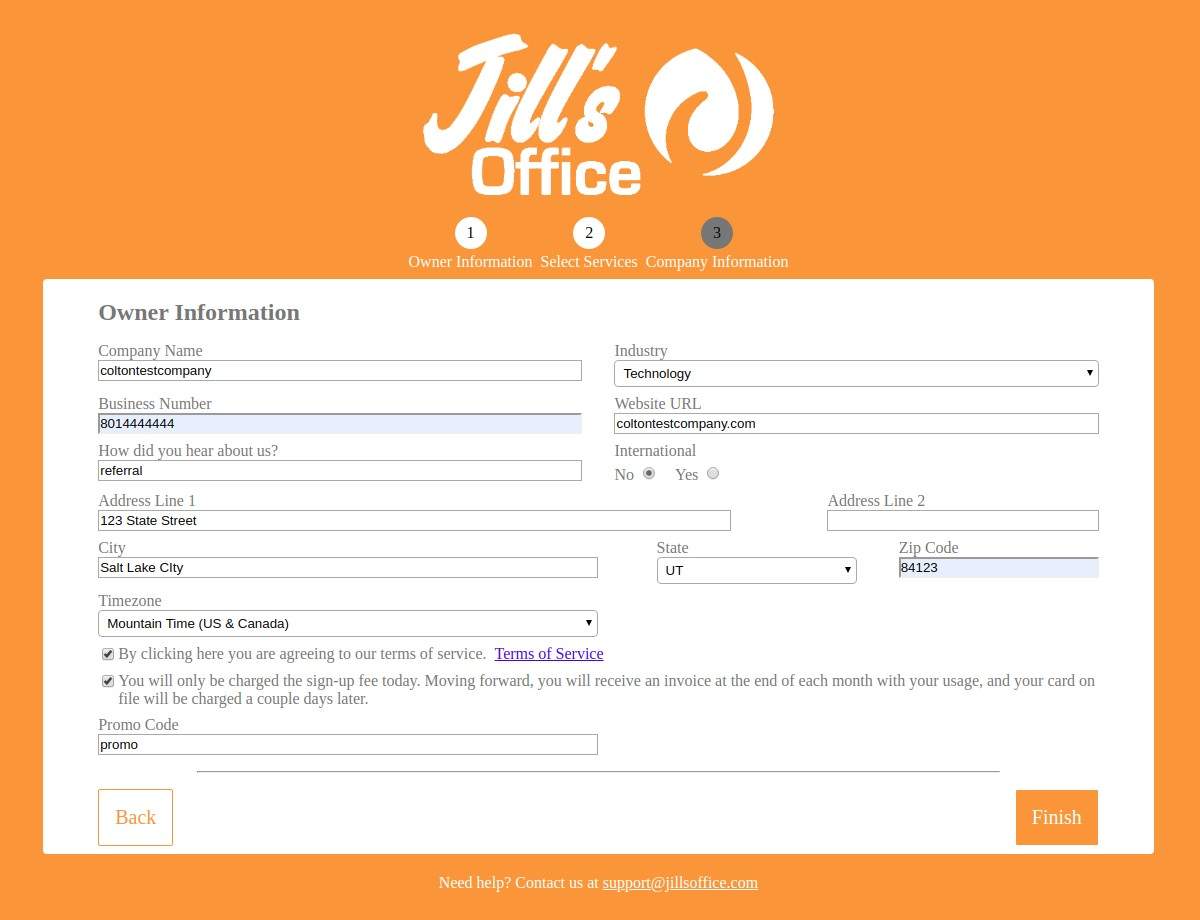 Jill's
Office
1 2 3
Owner Information Select Services Company Information
Owner Information
Company Name Industry
coltontestcompany Technology
Business Number Website URL
8014444444 coltontestcompany.com
How did you hear about us? International
referral No Yes
Address Line 1 Address Line 2
123 State Street
City State Zip Code
Salt Lake CIty UT 84123
Timezone
Mountain Time (US & Canada)
By clicking here you are agreeing to our terms of service. Terms of Service
You will only be charged the sign-up fee today. Moving forward, you will receive an invoice at the end of each month with your usage, and your card on
file will be charged a couple days later.
Promo Code
promo
Back Finish
Need help? Contact us at support@jillsoffice.com